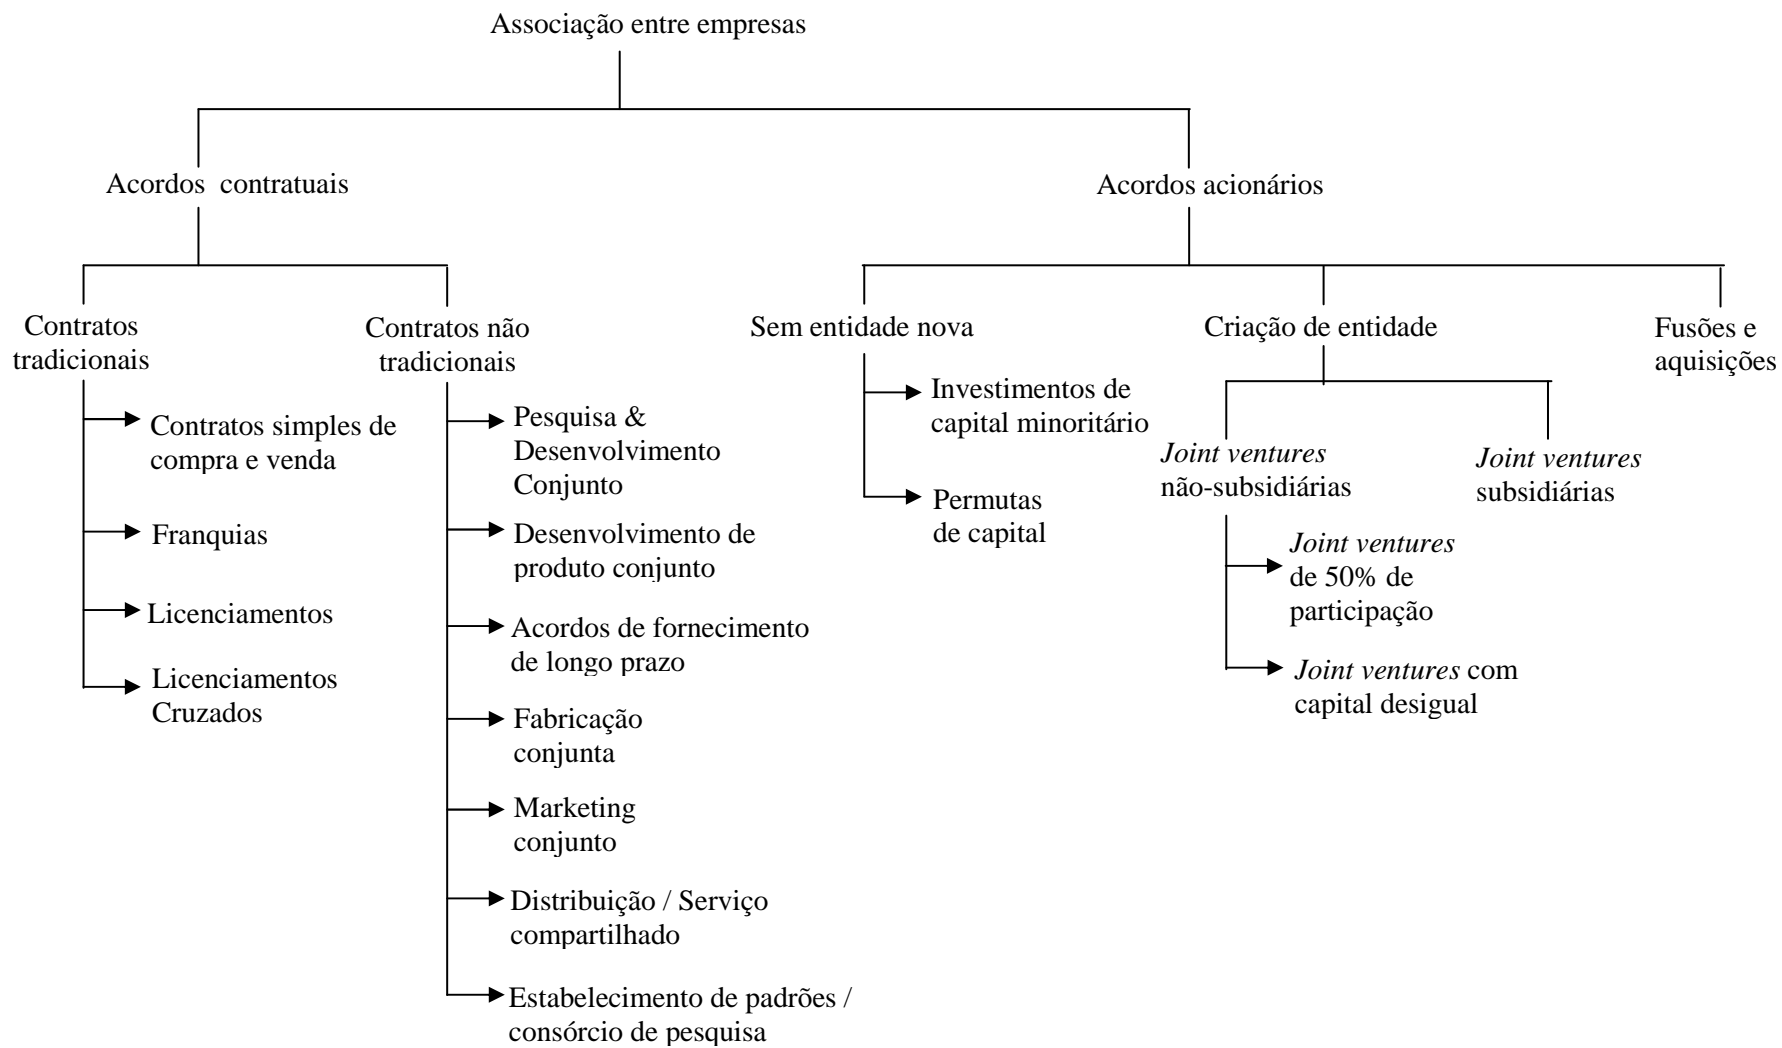 Associação entre empresas
Acordos contratuais
Acordos acionários
Contratos
tradicionais
Contratos não
tradicionais
Sem entidade nova
Criação de entidade
Fusões e
aquisições
Contratos simples de
compra e venda
Franquias
Licenciamentos
Licenciamentos
Cruzados
Pesquisa &
Desenvolvimento
Conjunto
Desenvolvimento de
produto conjunto
Acordos de fornecimento
de longo prazo
Fabricação
conjunta
Marketing
conjunto
Distribuição / Serviço
compartilhado
Estabelecimento de padrões /
consórcio de pesquisa
Investimentos de
capital minoritário
Permutas
de capital
Joint ventures
não-subsidiárias
Joint ventures
subsidiárias
Joint ventures
de 50% de
participação
Joint ventures com
capital desigual